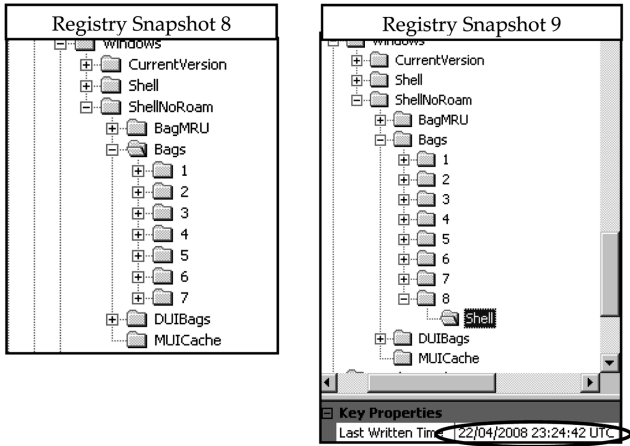 Registry Snapshot 8
Windows
CurrentVersion
Shell
ShellNoRoam
BagMRU
Bags
1
2
3
4
5
6
7
DUIBags
MUICache
Registry Snapshot 9
Windows
CurrentVersion
Shell
ShellNoRoam
BagMRU
Bags
1
2
3
4
5
6
7
8
Shell
DUIBags
MUICache
Key Properties
Last Written Time 22/04/2008 23:24:42 UTC